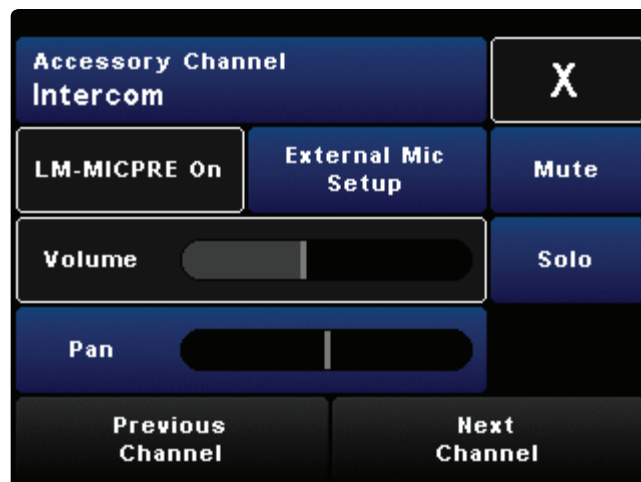 Accessory Channel
Intercom
X
LM-MICPRE On
External Mic
Setup
Mute
Volume
Solo
Pan
Previous
Channel
Next
Channel